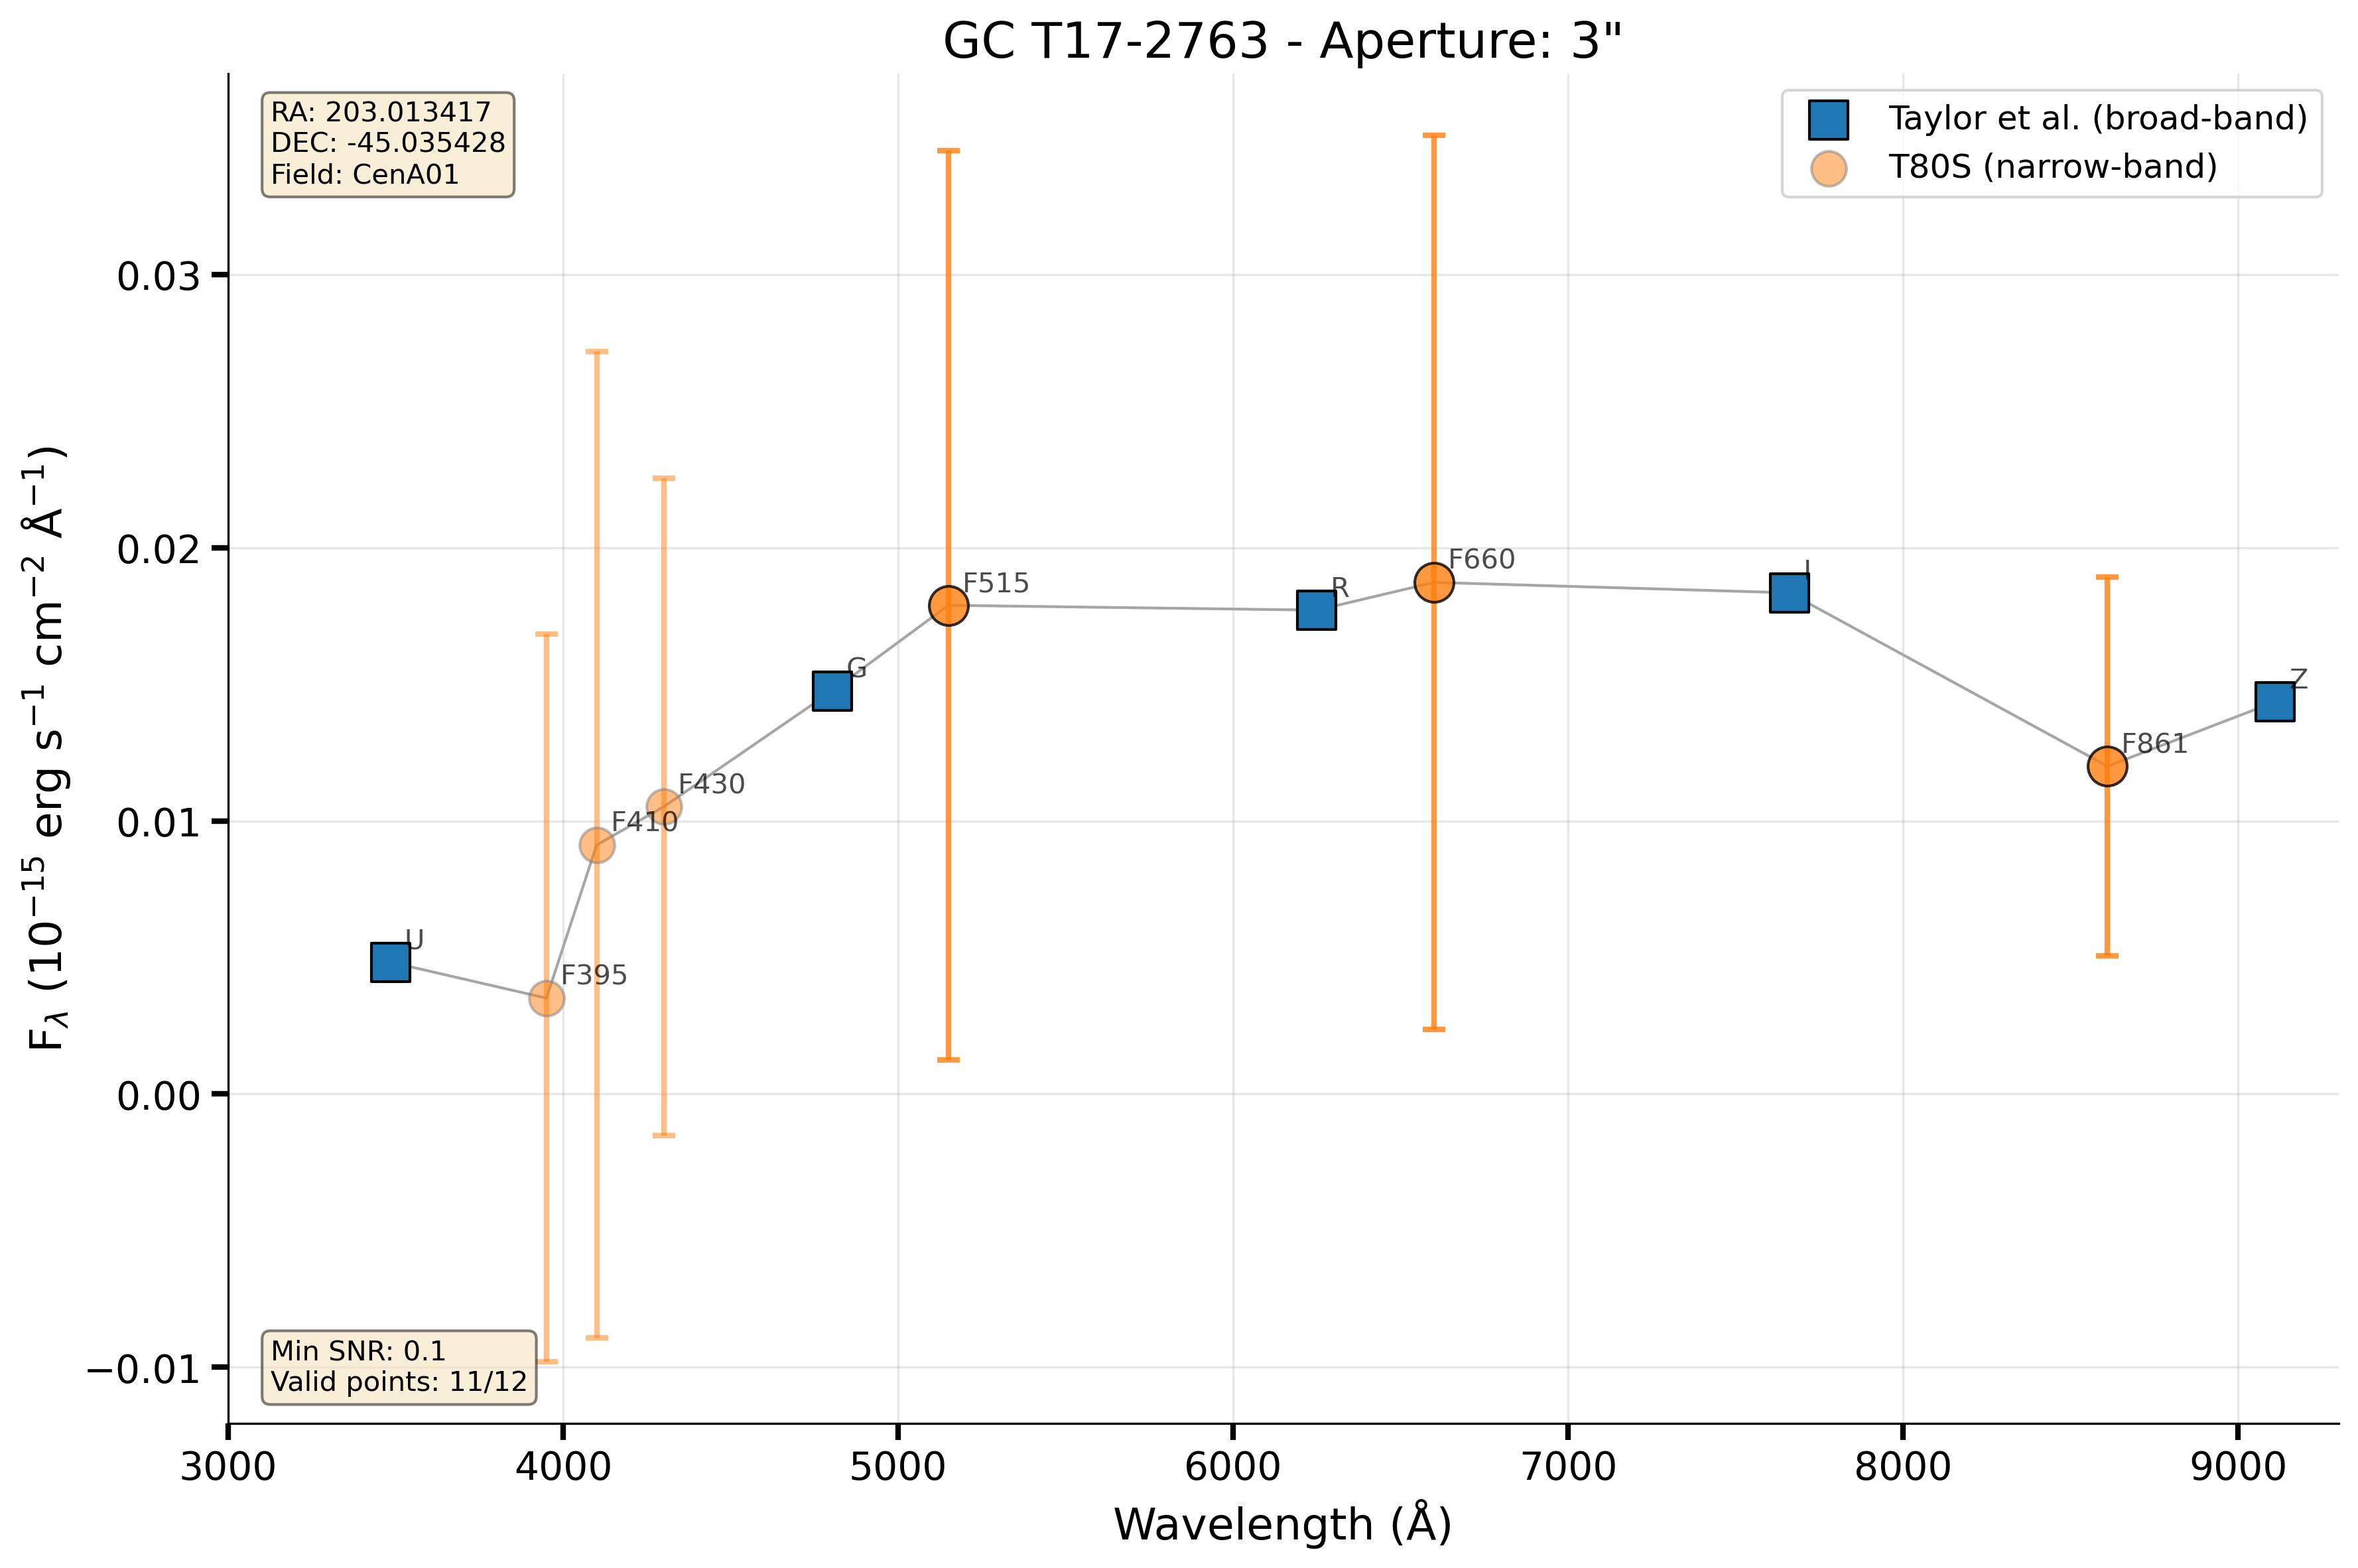 GC T17-2763 - Aperture: 3"
RA: 203.013417
DEC: -45.035428
Field: CenA01
Taylor et al. (broad-band)
T80S (narrow-band)
F_λ (10⁻¹⁵ erg s⁻¹ cm⁻² Å⁻¹)
0.03
0.02
0.01
0.00
−0.01
U
F395
F410
F430
G
F515
R
F660
I
F861
Z
Min SNR: 0.1
Valid points: 11/12
3000
4000
5000
6000
7000
8000
9000
Wavelength (Å)